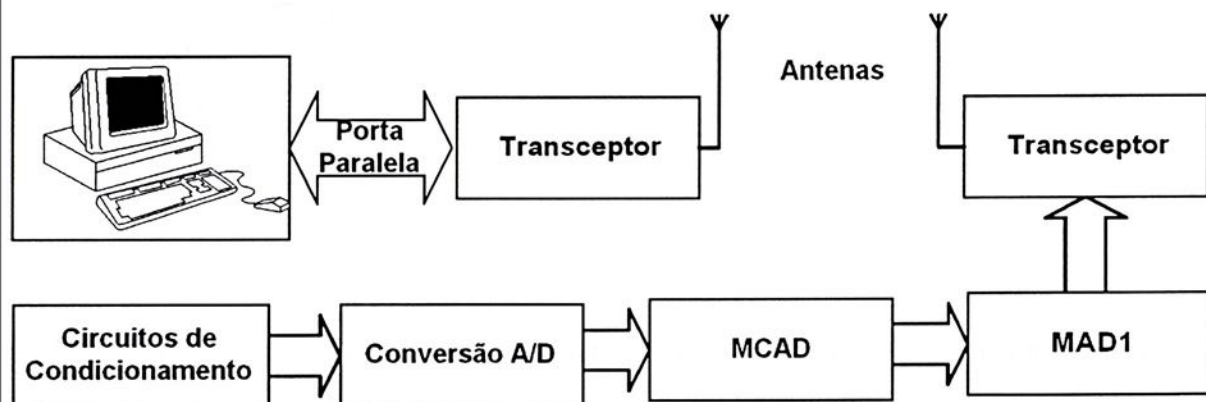 Antenas
Porta
Paralela
Transceptor
Transceptor
Circuitos de
Condicionamento
Conversão A/D
MCAD
MAD1